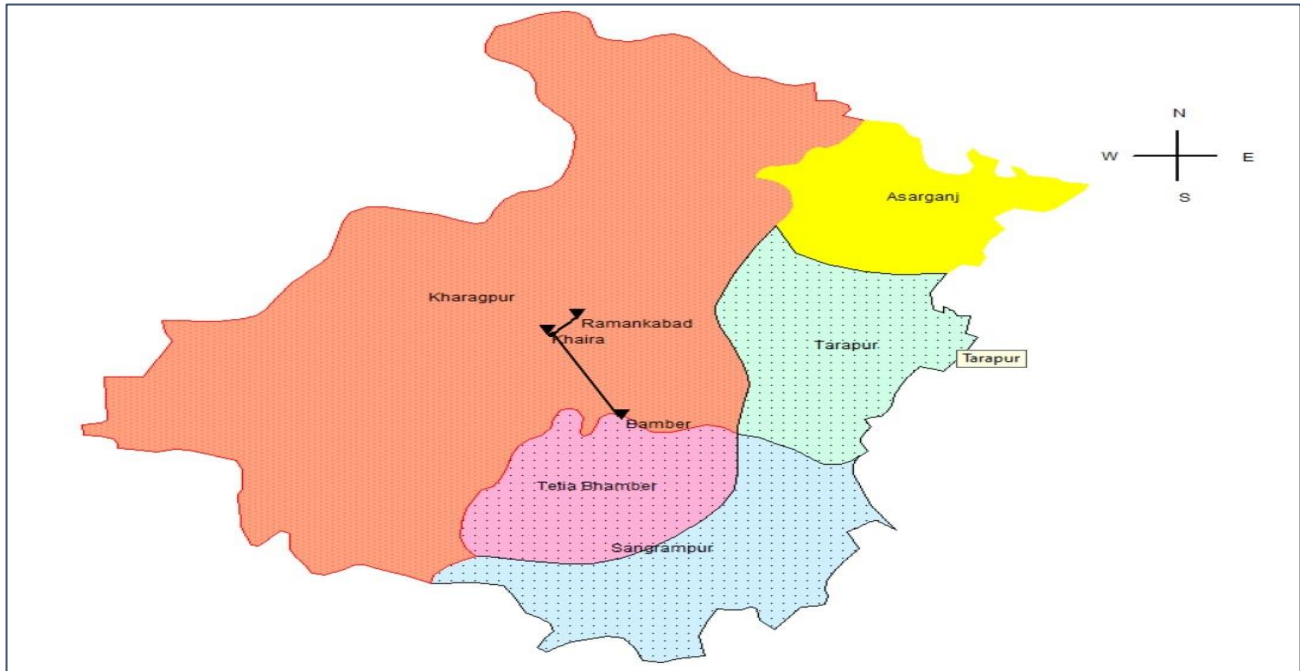 N
W E
S
Asarganj
Kharagpur
Ramankabad
Khaira
Tarapur
Tarapur
Bamber
Tetia Bhamber
Sangrampur